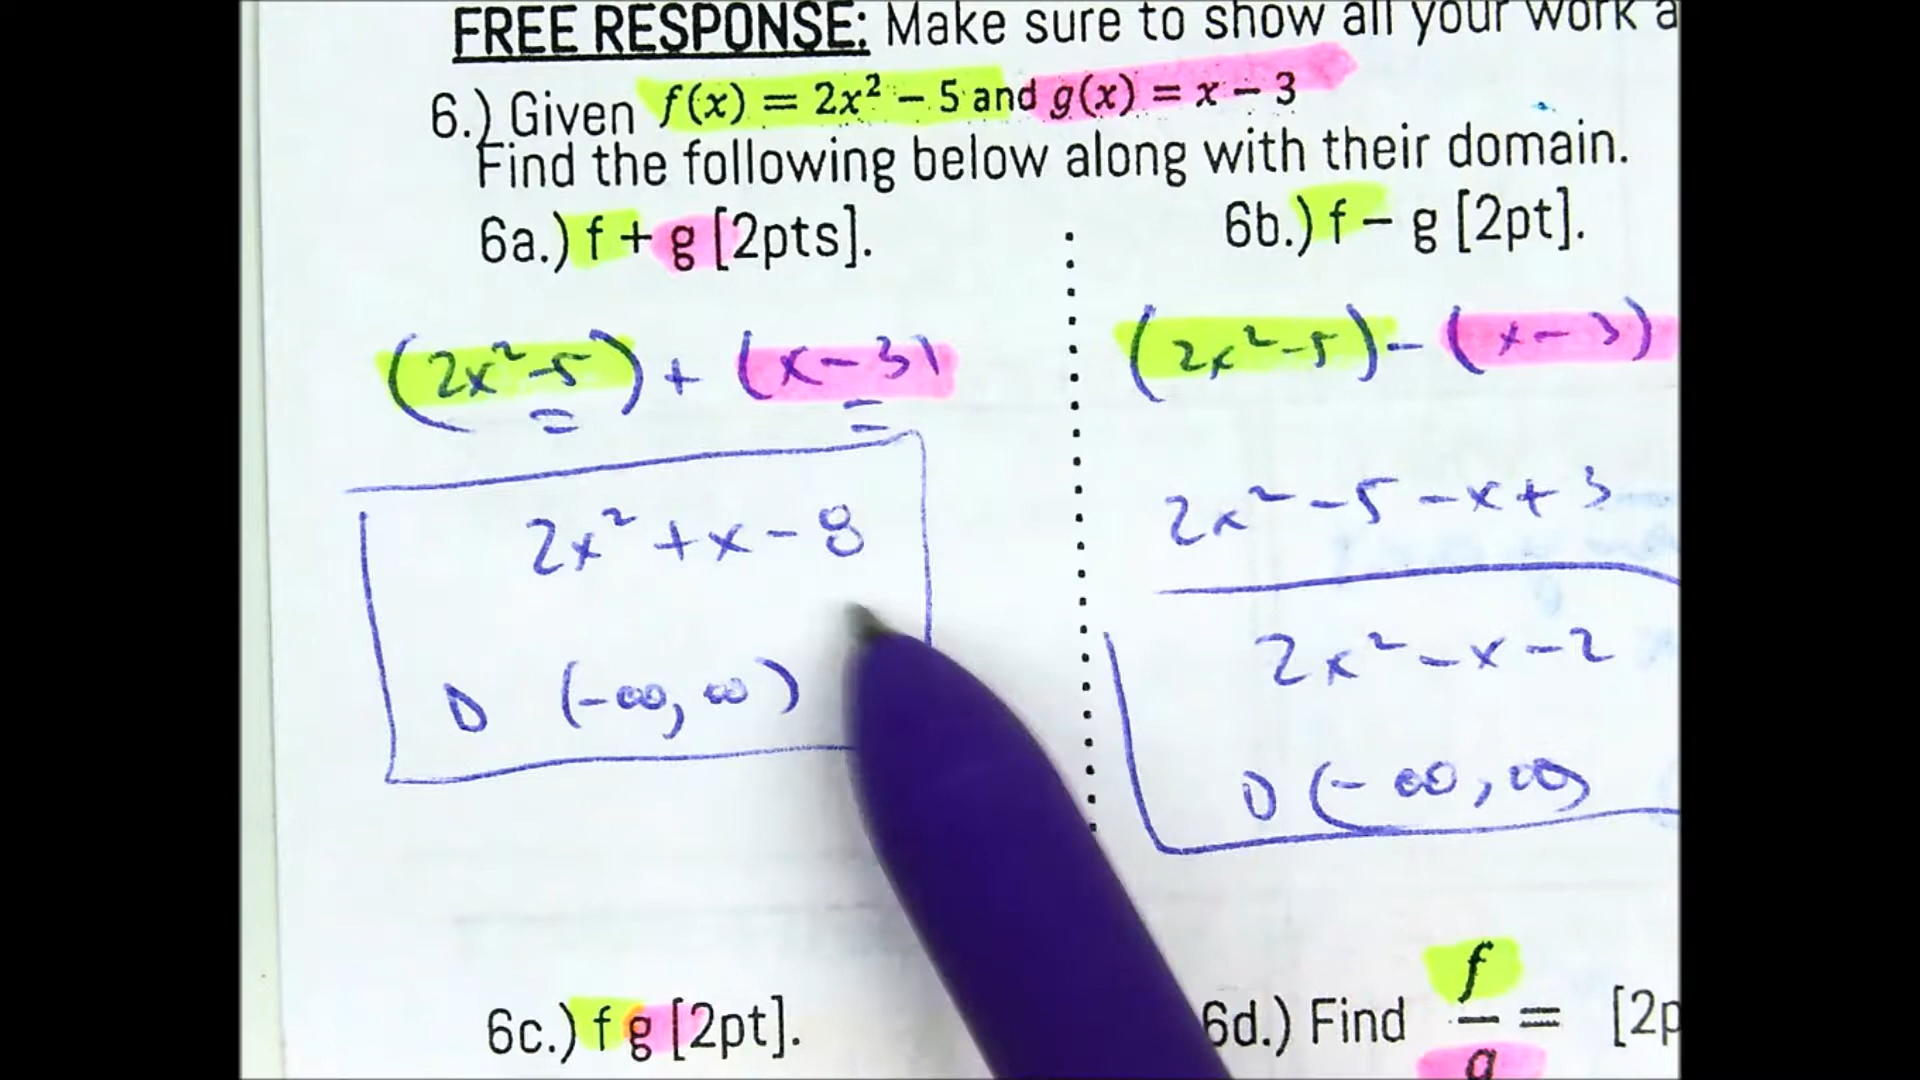 FREE RESPONSE: Make sure to show all your work a
6.) Given f(x) = 2x² − 5 and g(x) = x − 3
Find the following below along with their domain.
6a.) f + g [2pts].
(2x²-5) + (x-3)
2x² + x - 8
D (-∞, ∞)
6b.) f − g [2pt].
(2x²-5) - (x-3)
2x² - 5 - x + 3
2x² - x - 2
D (-∞, ∞)
6c.) f g [2pt].
6d.) Find f/g = [2p